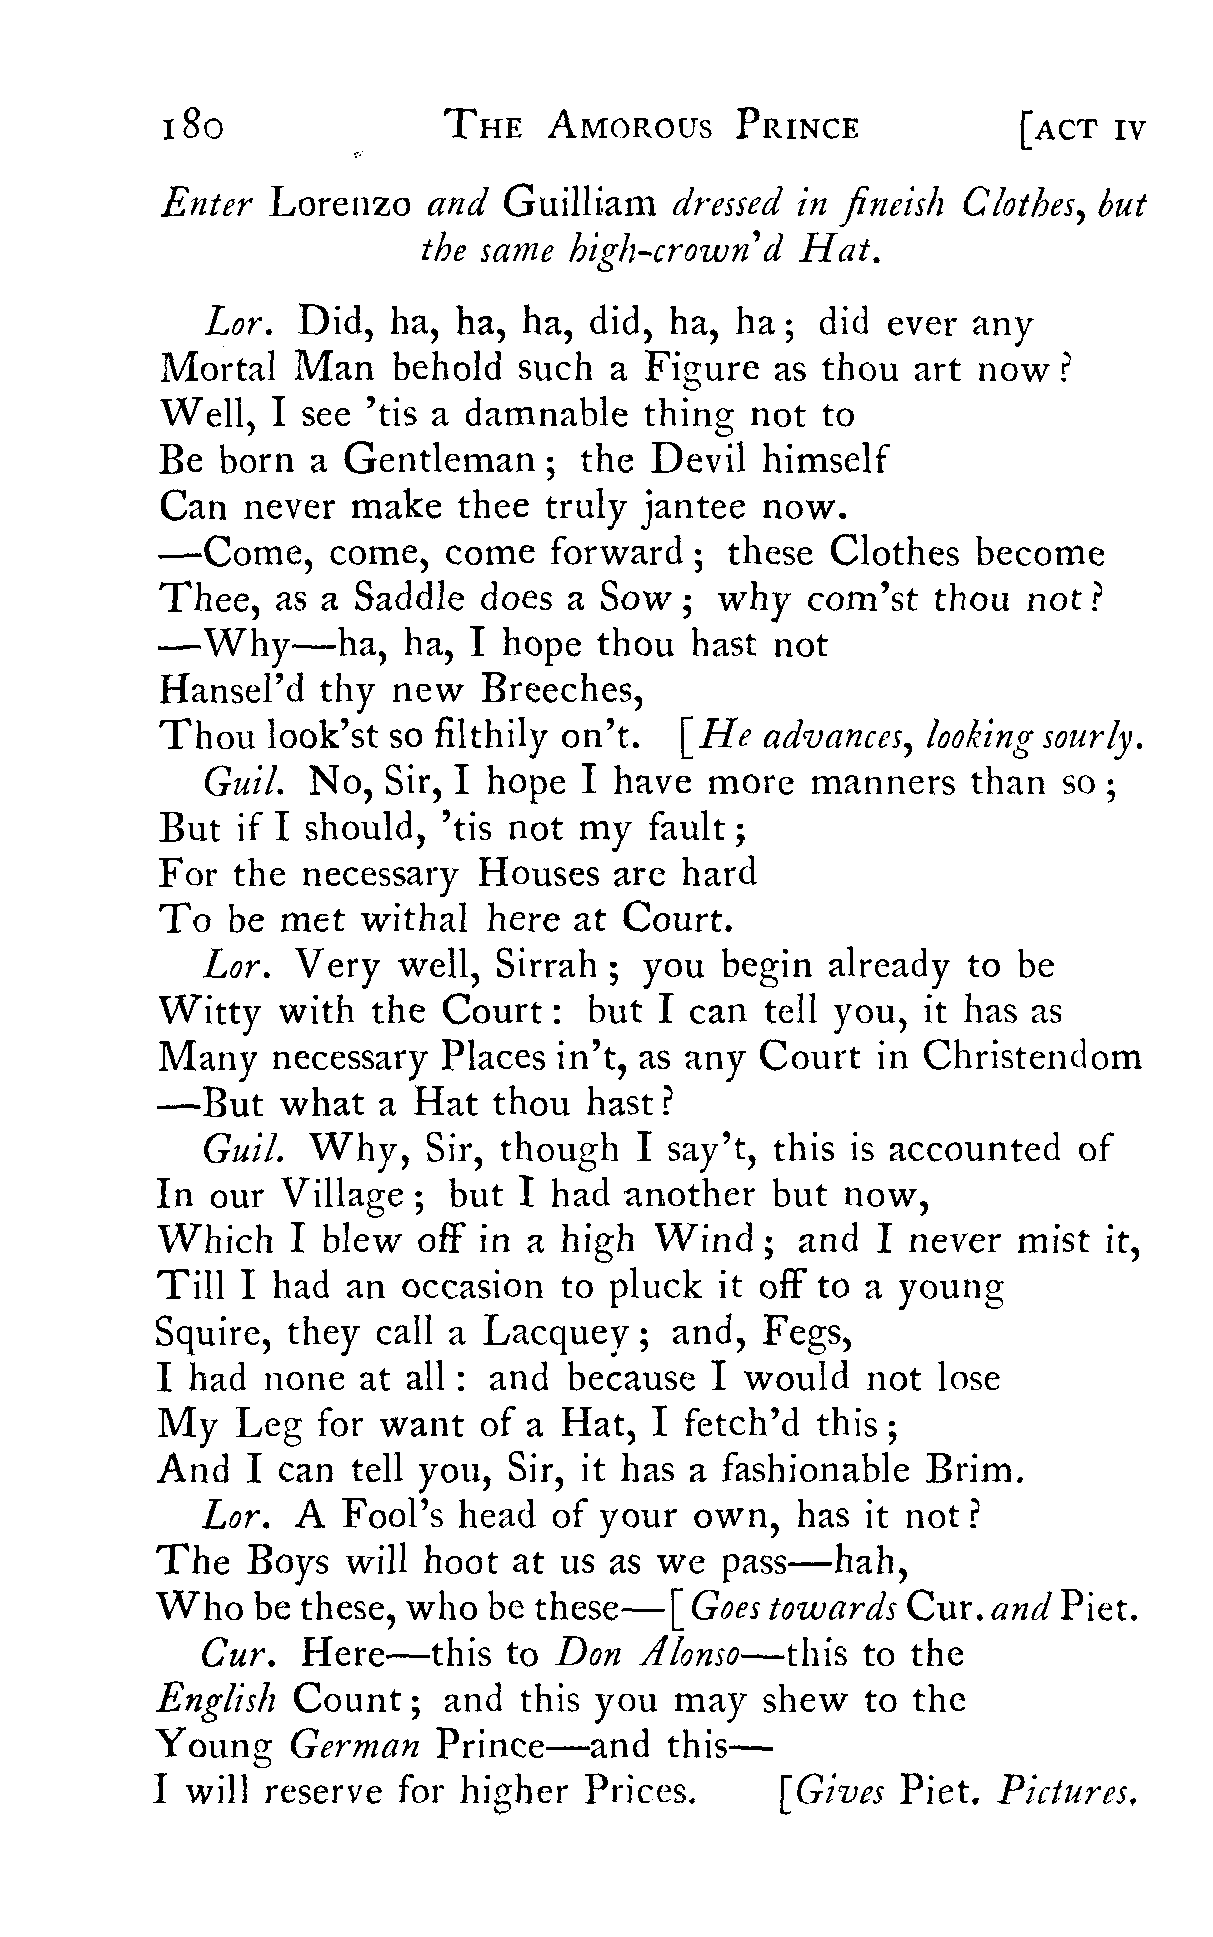 180 THE AMOROUS PRINCE [ACT IV
Enter Lorenzo and Guilliam dressed in fineish Clothes, but
the same high-crown'd Hat.
Lor. Did, ha, ha, ha, did, ha, ha; did ever any
Mortal Man behold such a Figure as thou art now?
Well, I see 'tis a damnable thing not to
Be born a Gentleman; the Devil himself
Can never make thee truly jantee now.
—Come, come, come forward; these Clothes become
Thee, as a Saddle does a Sow; why com'st thou not?
—Why—ha, ha, I hope thou hast not
Hansel'd thy new Breeches,
Thou look'st so filthily on't. [He advances, looking sourly.
Guil. No, Sir, I hope I have more manners than so;
But if I should, 'tis not my fault;
For the necessary Houses are hard
To be met withal here at Court.
Lor. Very well, Sirrah; you begin already to be
Witty with the Court: but I can tell you, it has as
Many necessary Places in't, as any Court in Christendom
—But what a Hat thou hast?
Guil. Why, Sir, though I say't, this is accounted of
In our Village; but I had another but now,
Which I blew off in a high Wind; and I never mist it,
Till I had an occasion to pluck it off to a young
Squire, they call a Lacquey; and, Fegs,
I had none at all: and because I would not lose
My Leg for want of a Hat, I fetch'd this;
And I can tell you, Sir, it has a fashionable Brim.
Lor. A Fool's head of your own, has it not?
The Boys will hoot at us as we pass—hah,
Who be these, who be these—[Goes towards Cur. and Piet.
Cur. Here—this to Don Alonso—this to the
English Count; and this you may shew to the
Young German Prince—and this—
I will reserve for higher Prices. [Gives Piet. Pictures.